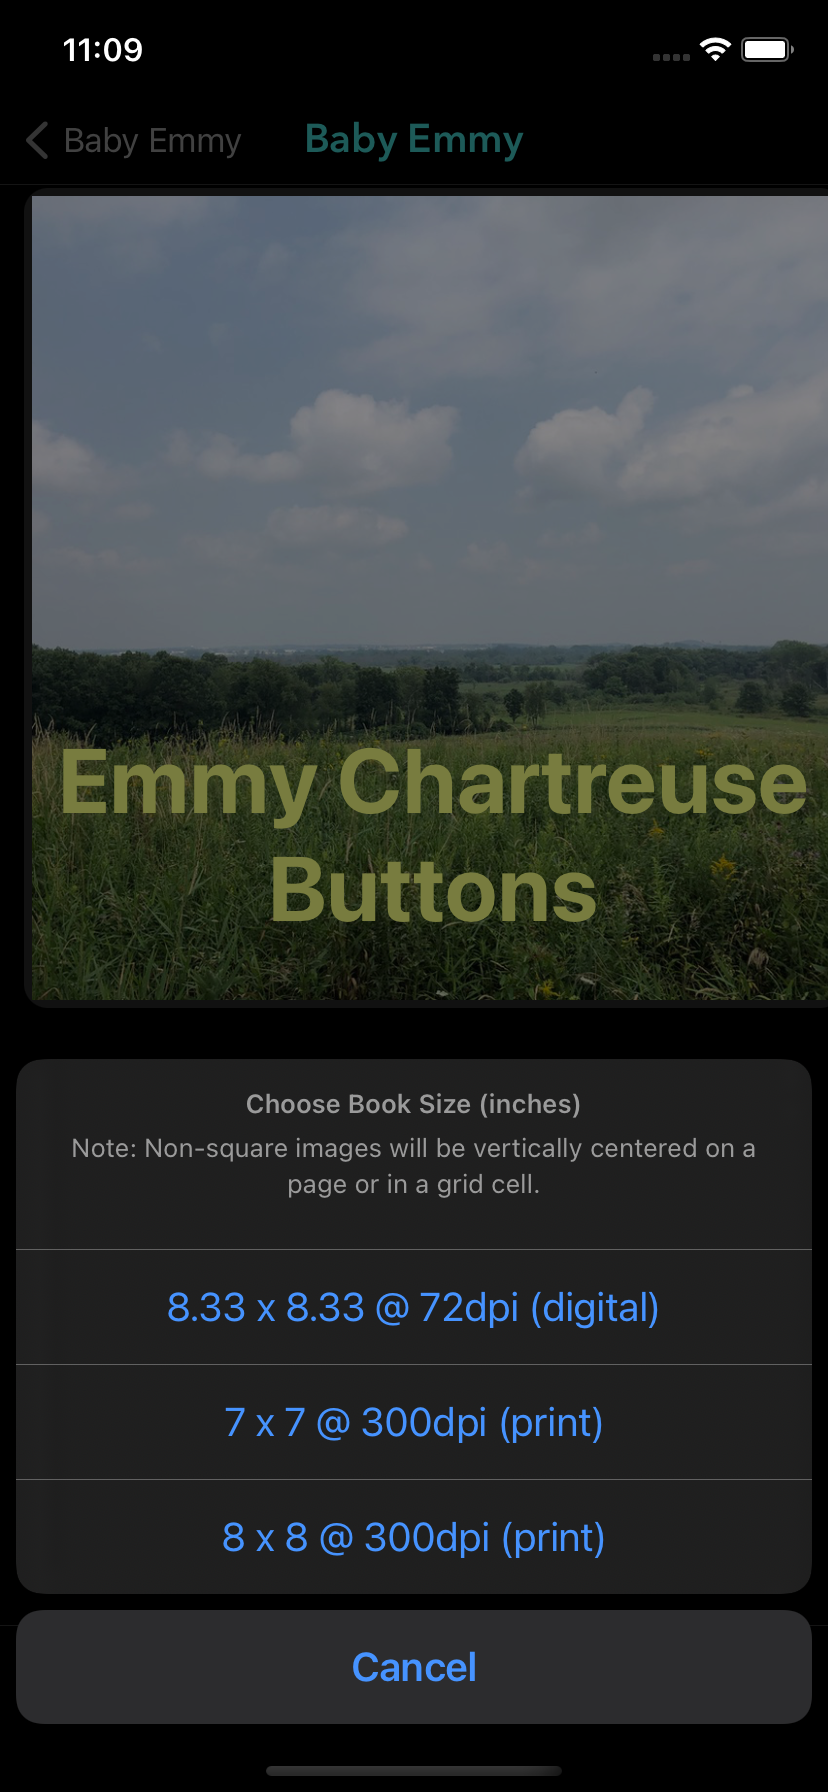 11:09
Baby Emmy
Baby Emmy
Emmy Chartreuse
Buttons
Choose Book Size (inches)
Note: Non-square images will be vertically centered on a
page or in a grid cell.
8.33 x 8.33 @ 72dpi (digital)
7 x 7 @ 300dpi (print)
8 x 8 @ 300dpi (print)
Cancel